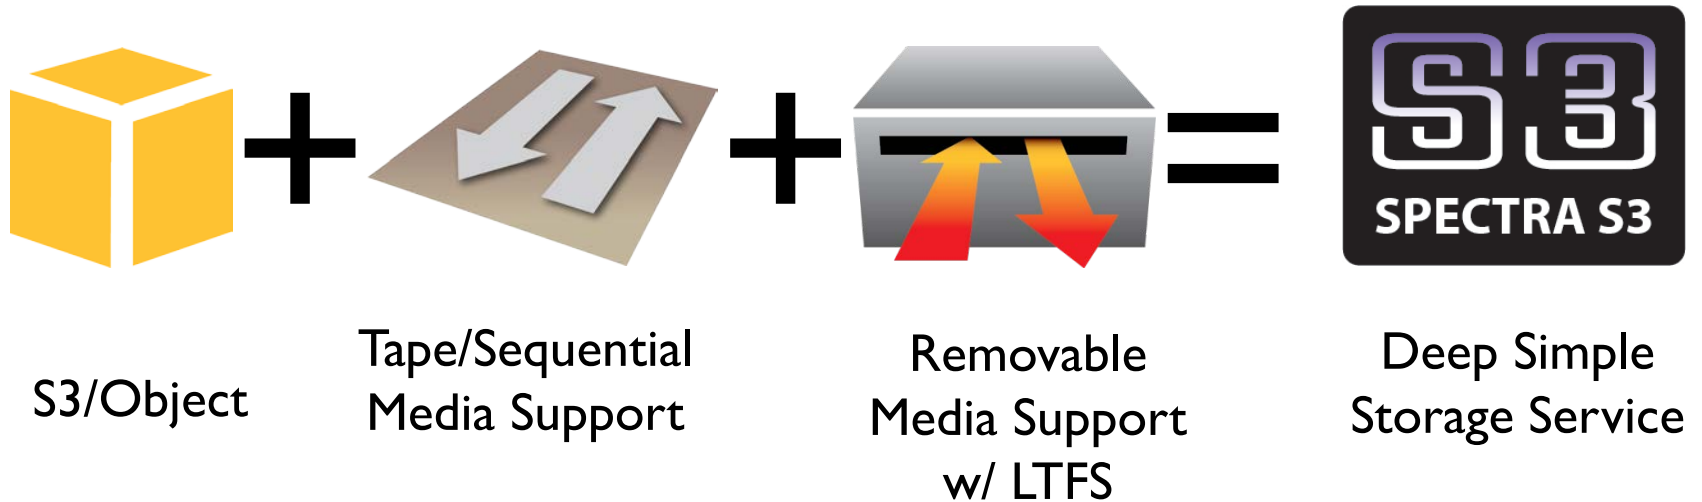 S3
SPECTRA S3
S3/Object
Tape/Sequential
Media Support
Removable
Media Support
w/ LTFS
Deep Simple
Storage Service